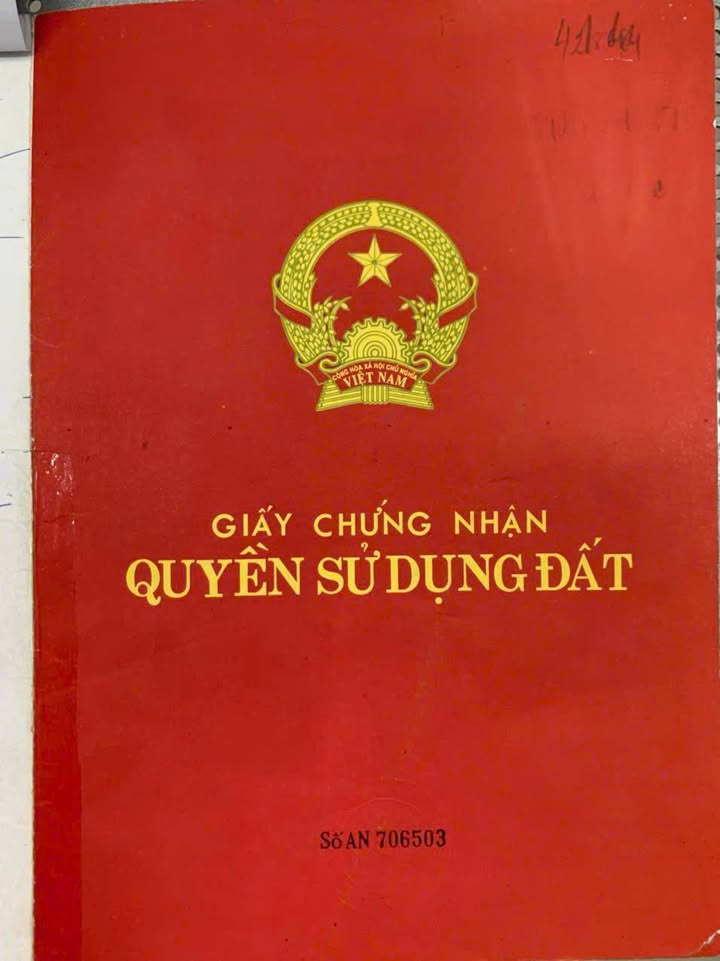 CỘNG HÒA XÃ HỘI CHỦ NGHĨA
VIỆT NAM
GIẤY CHỨNG NHẬN
QUYỀN SỬ DỤNG ĐẤT
Số AN 706503